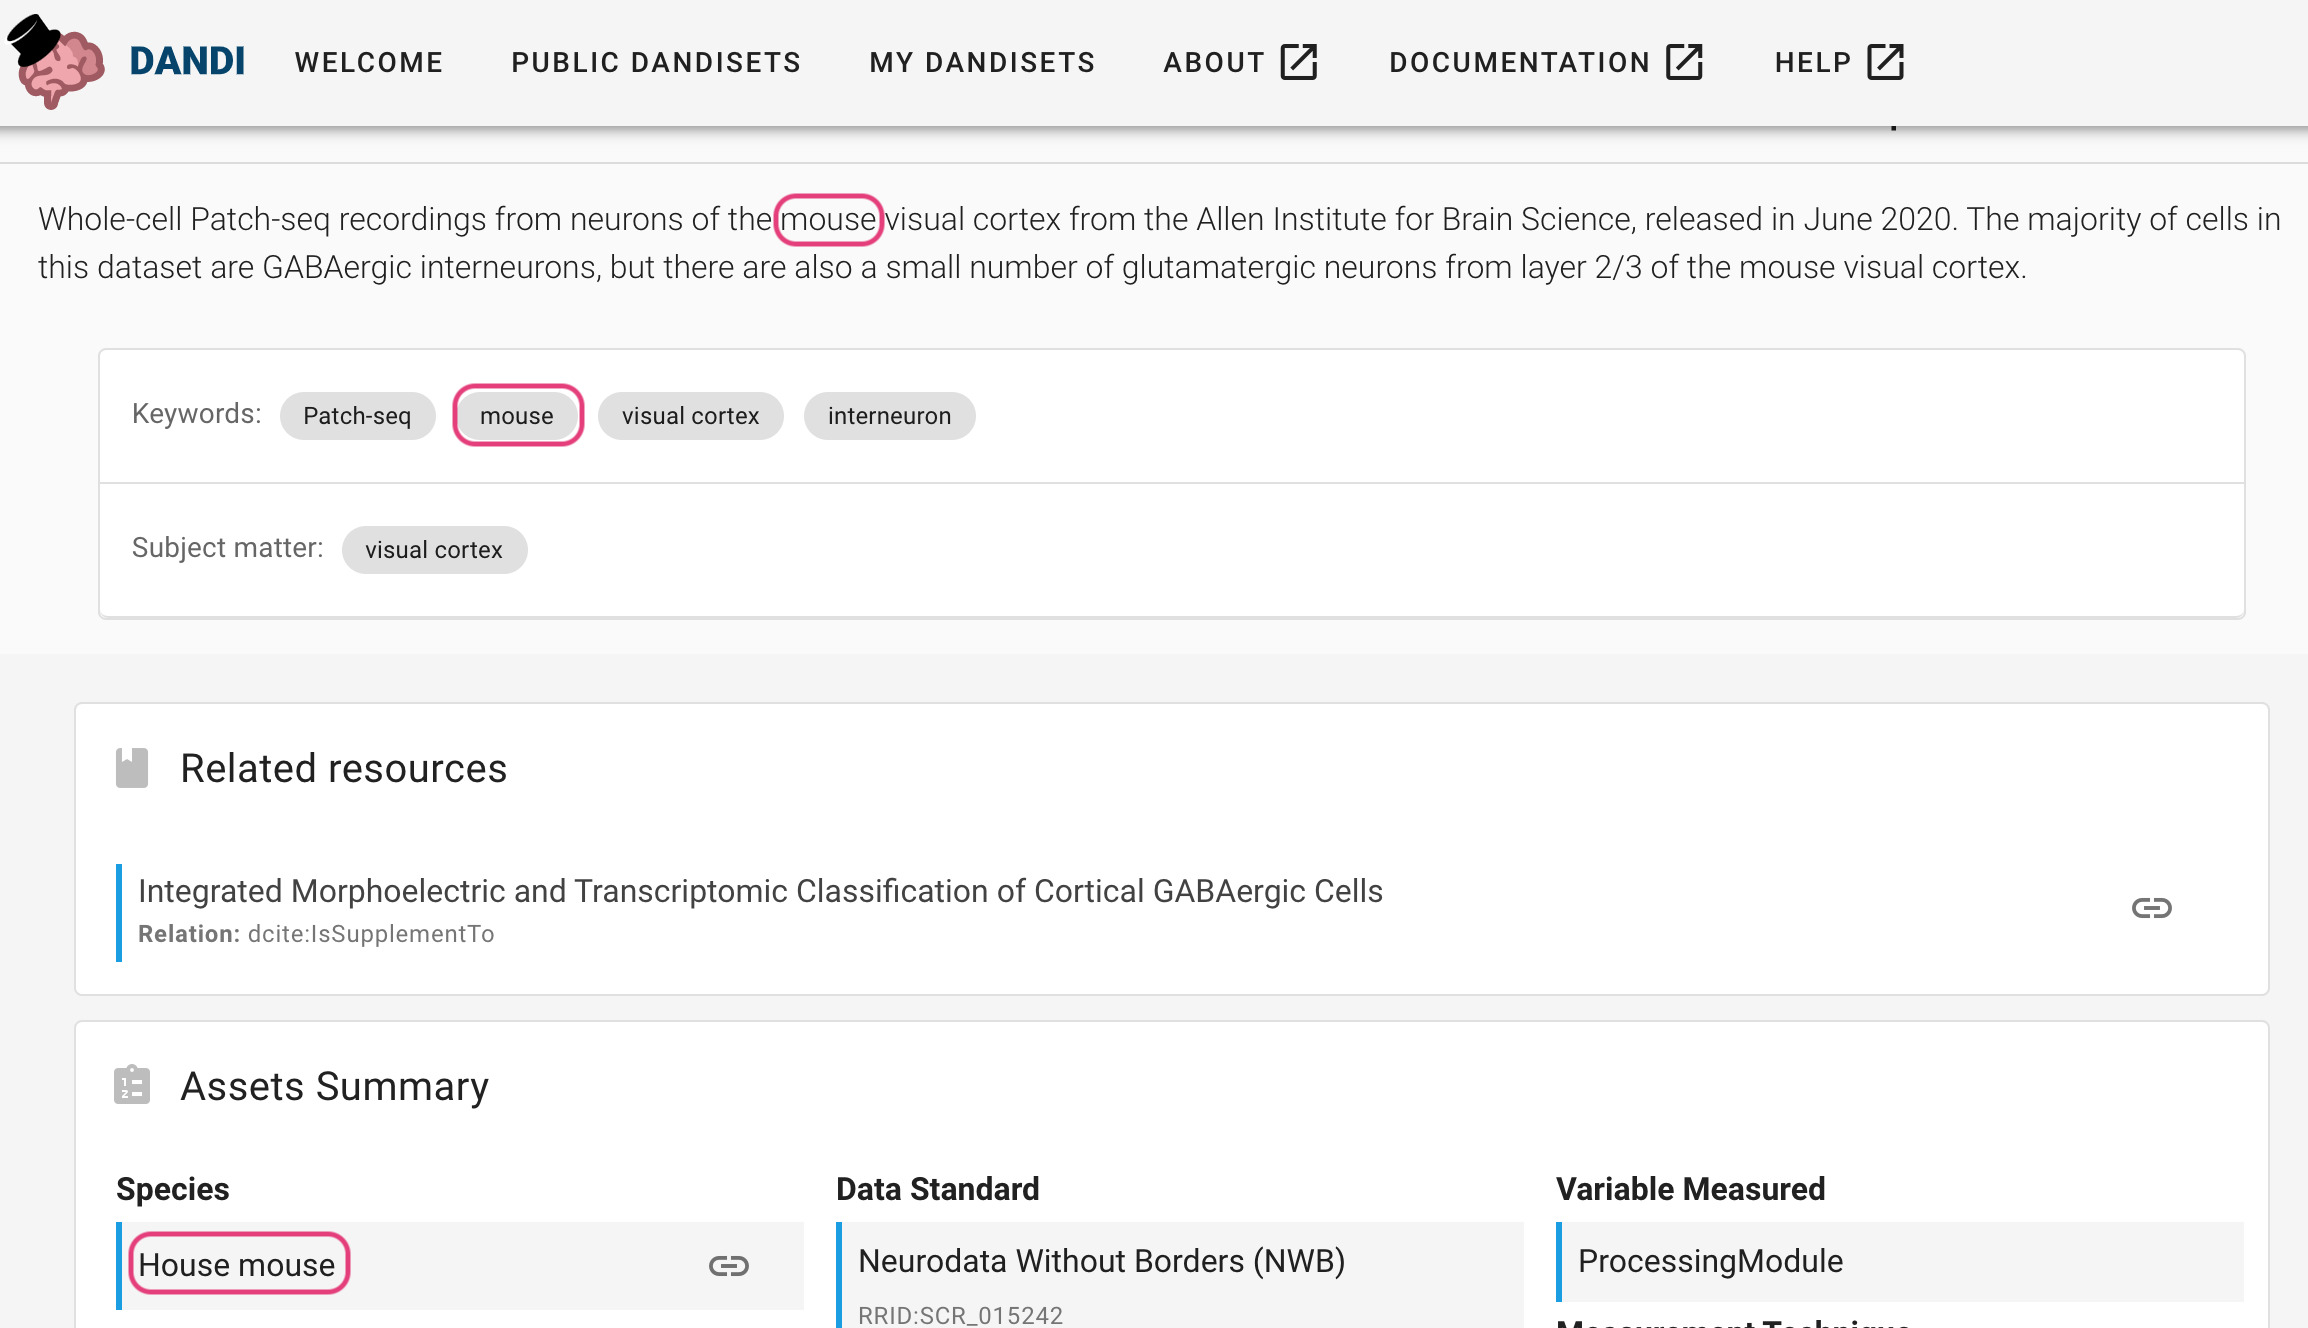 DANDI WELCOME PUBLIC DANDISETS MY DANDISETS ABOUT DOCUMENTATION HELP
Whole-cell Patch-seq recordings from neurons of the mouse visual cortex from the Allen Institute for Brain Science, released in June 2020. The majority of cells in
this dataset are GABAergic interneurons, but there are also a small number of glutamatergic neurons from layer 2/3 of the mouse visual cortex.
Keywords: Patch-seq mouse visual cortex interneuron
Subject matter: visual cortex
Related resources
Integrated Morphoelectric and Transcriptomic Classification of Cortical GABAergic Cells
Relation: dcite:IsSupplementTo
Assets Summary
Species
House mouse
Data Standard
Neurodata Without Borders (NWB)
RRID:SCR_015242
Variable Measured
ProcessingModule
Measurement Technique